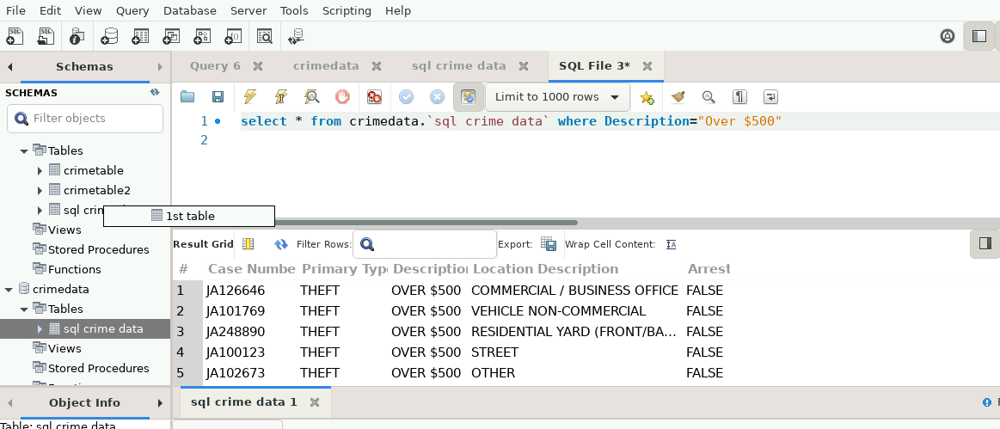 File Edit View Query Database Server Tools Scripting Help
Schemas
SCHEMAS
Filter objects
Tables
crimetable
crimetable2
sql crim
1st table
Views
Stored Procedures
Functions
crimedata
Tables
sql crime data
Views
Stored Procedures
Object Info
Table: sql crime data
Query 6 crimedata sql crime data SQL File 3*
Limit to 1000 rows
1 select * from crimedata.`sql crime data` where Description="Over $500"
2
Result Grid Filter Rows: Export: Wrap Cell Content:
# Case Numbe Primary Typ Description Location Description Arrest
1 JA126646 THEFT OVER $500 COMMERCIAL / BUSINESS OFFICE FALSE
2 JA101769 THEFT OVER $500 VEHICLE NON-COMMERCIAL FALSE
3 JA248890 THEFT OVER $500 RESIDENTIAL YARD (FRONT/BA... FALSE
4 JA100123 THEFT OVER $500 STREET FALSE
5 JA102673 THEFT OVER $500 OTHER FALSE
sql crime data 1